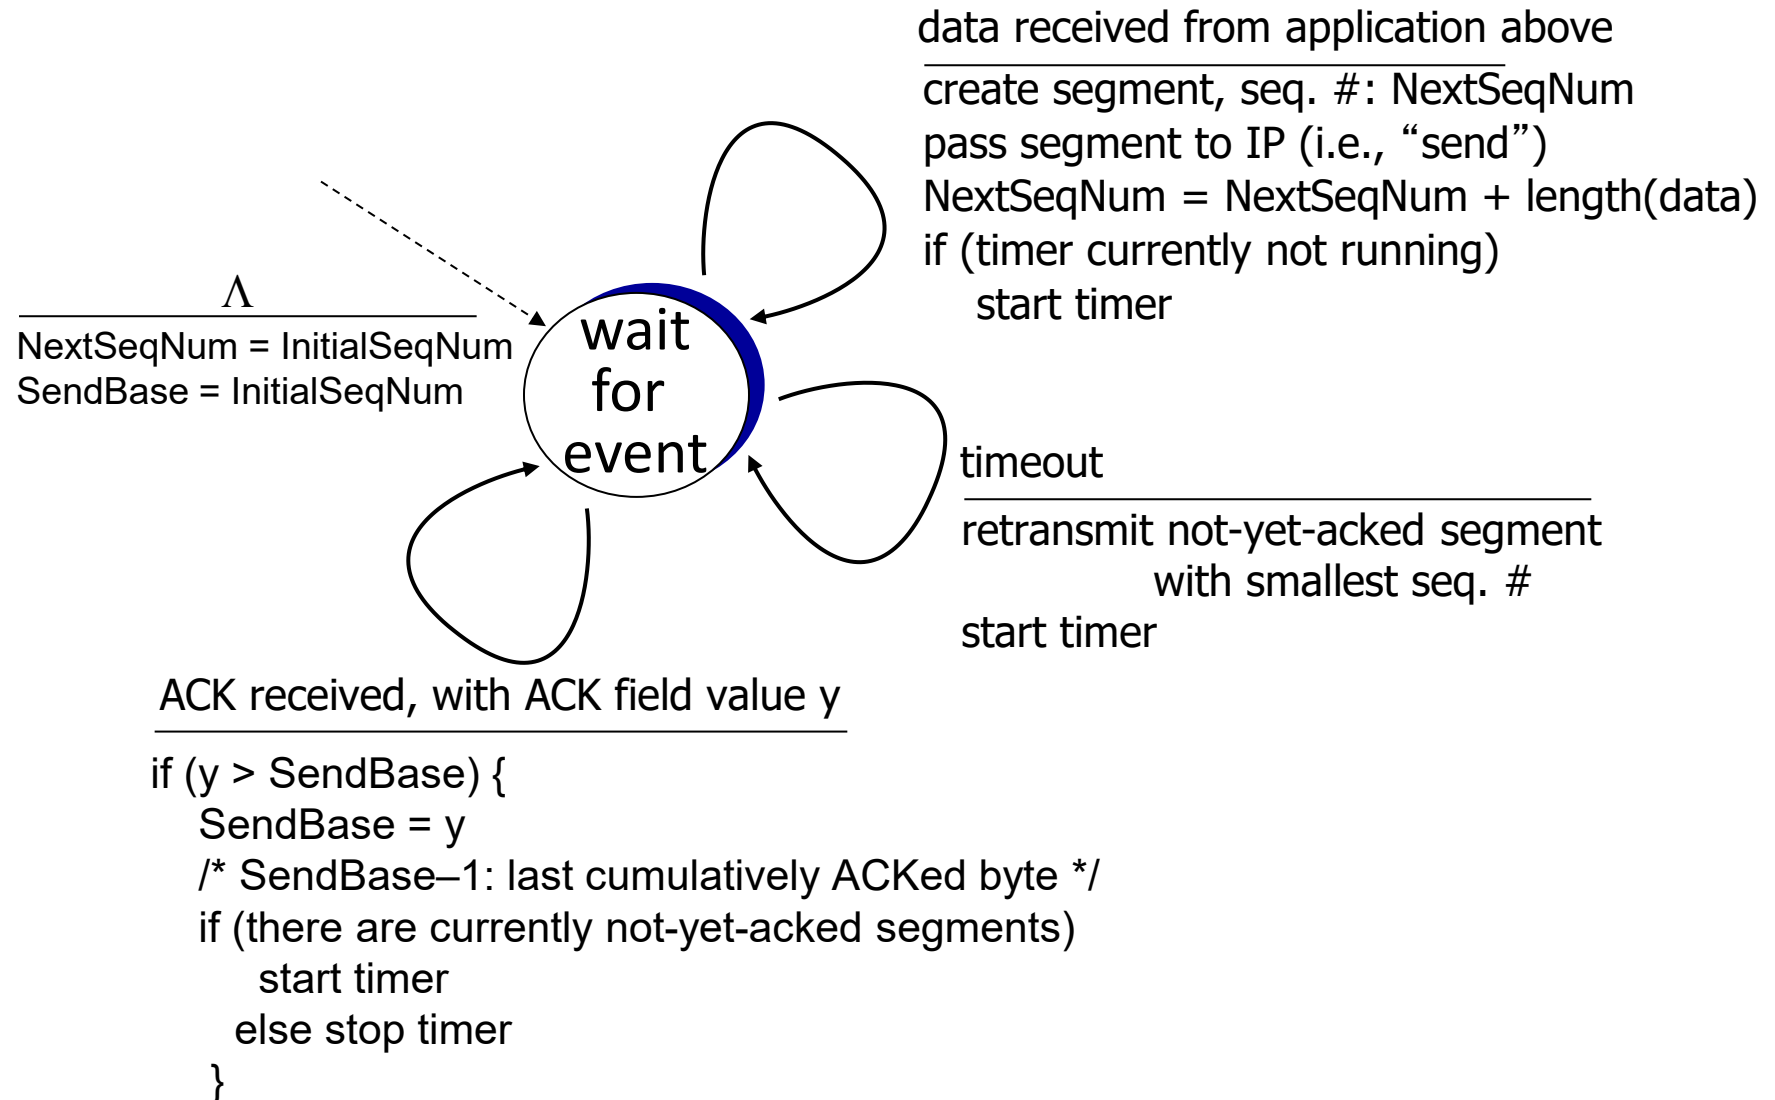 data received from application above
create segment, seq. #: NextSeqNum
pass segment to IP (i.e., “send”)
NextSeqNum = NextSeqNum + length(data)
if (timer currently not running)
start timer
Λ
NextSeqNum = InitialSeqNum
SendBase = InitialSeqNum
wait
for
event
timeout
retransmit not-yet-acked segment
with smallest seq. #
start timer
ACK received, with ACK field value y
if (y > SendBase) {
SendBase = y
/* SendBase–1: last cumulatively ACKed byte */
if (there are currently not-yet-acked segments)
start timer
else stop timer
}